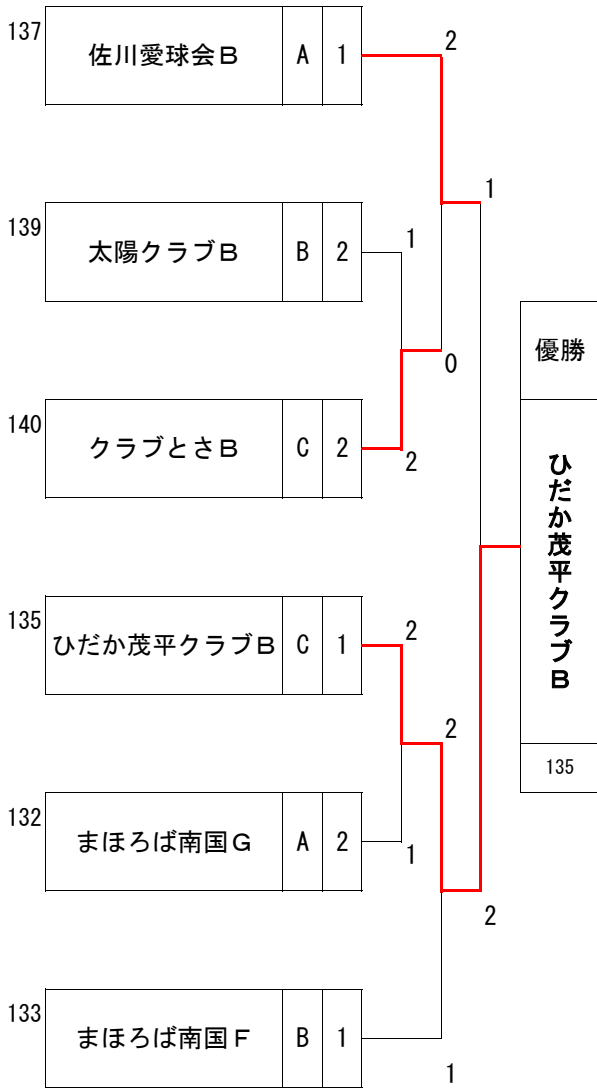 137
佐川愛球会B A 1
2
1
139
太陽クラブB B 2
1
0
140
クラブとさB C 2
2
135
ひだか茂平クラブB C 1
2
2
132
まほろば南国G A 2
1
2
133
まほろば南国F B 1
1
優勝
ひだか茂平クラブB
135